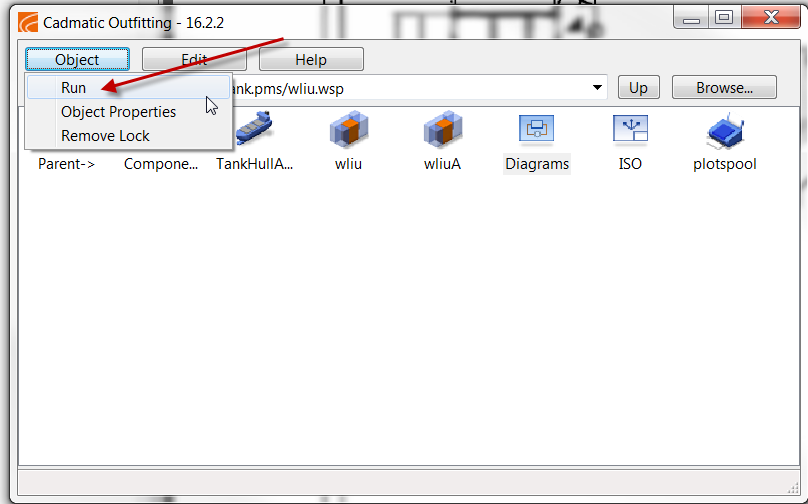 Cadmatic Outfitting - 16.2.2
Object Edit Help
Run
ank.pms/wliu.wsp Up Browse...
Object Properties
Remove Lock
Parent-> Compone... TankHullA... wliu wliuA Diagrams ISO plotspool